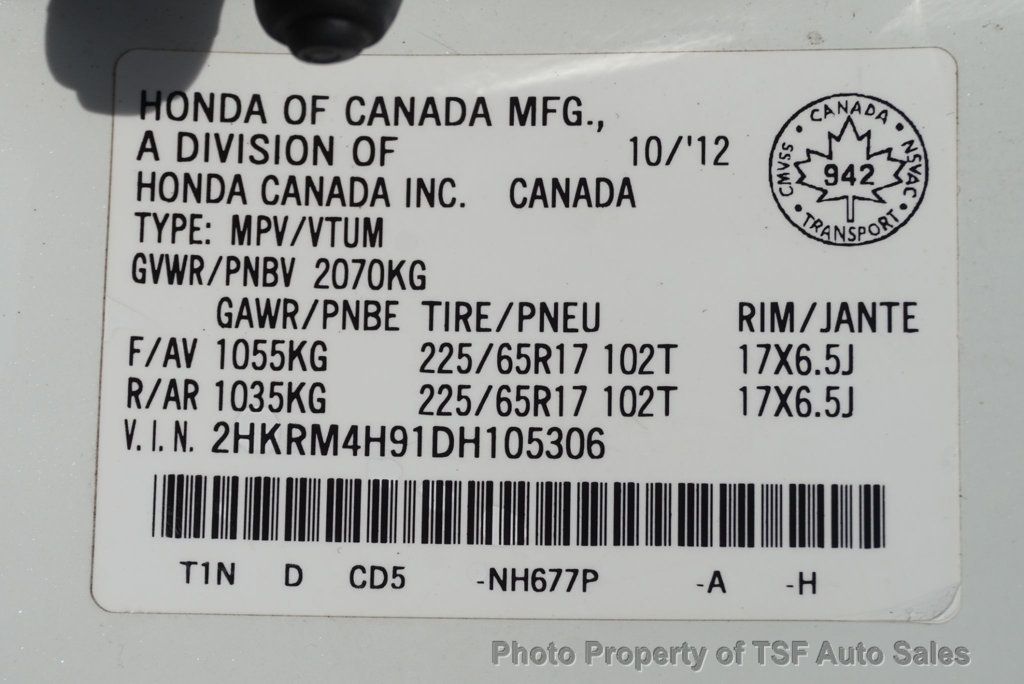 HONDA OF CANADA MFG.,
A DIVISION OF 10/'12
HONDA CANADA INC. CANADA
TYPE: MPV/VTUM
GVWR/PNBV 2070KG
GAWR/PNBE TIRE/PNEU RIM/JANTE
F/AV 1055KG 225/65R17 102T 17X6.5J
R/AR 1035KG 225/65R17 102T 17X6.5J
V.I.N. 2HKRM4H91DH105306
T1N D CD5 -NH677P -A -H
CANADA • NSVAC • TRANSPORT • CMVSS •
942
Photo Property of TSF Auto Sales